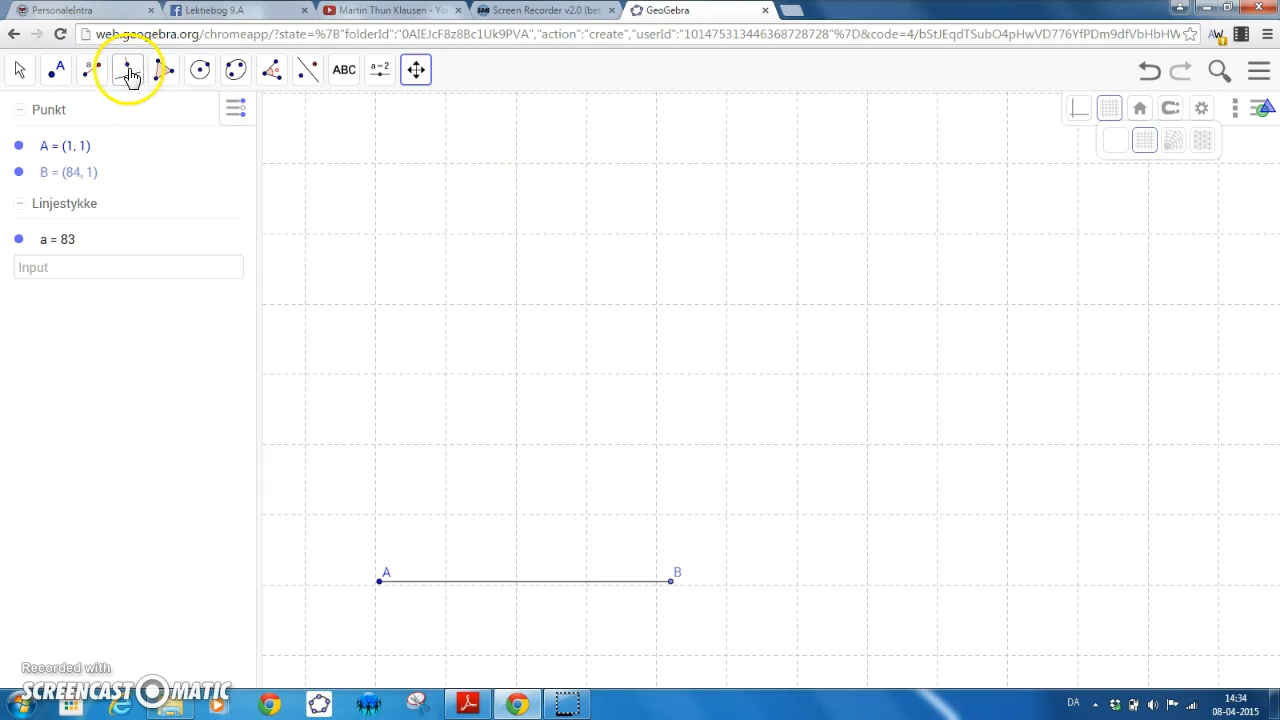 PersonaleIntra
Lektiebog 9.A
Martin Thun Klausen - Yo
Screen Recorder v2.0 (bet
GeoGebra
web.geogebra.org/chromeapp/?state=%7B"folderId":"0AIEJcF8z8Bc1Uk9PVA","action":"create","userId":"101475313446368728728"%7D&code=4/bStJEqdTSubO4pHwVD776YfPDm9dfVbHbHW
A
a
α
ABC
a=2
Punkt
A = (1, 1)
B = (84, 1)
Linjestykke
a = 83
Input
A
B
Recorded with
SCREENCAST-O-MATIC
DA
14:34
08-04-2015